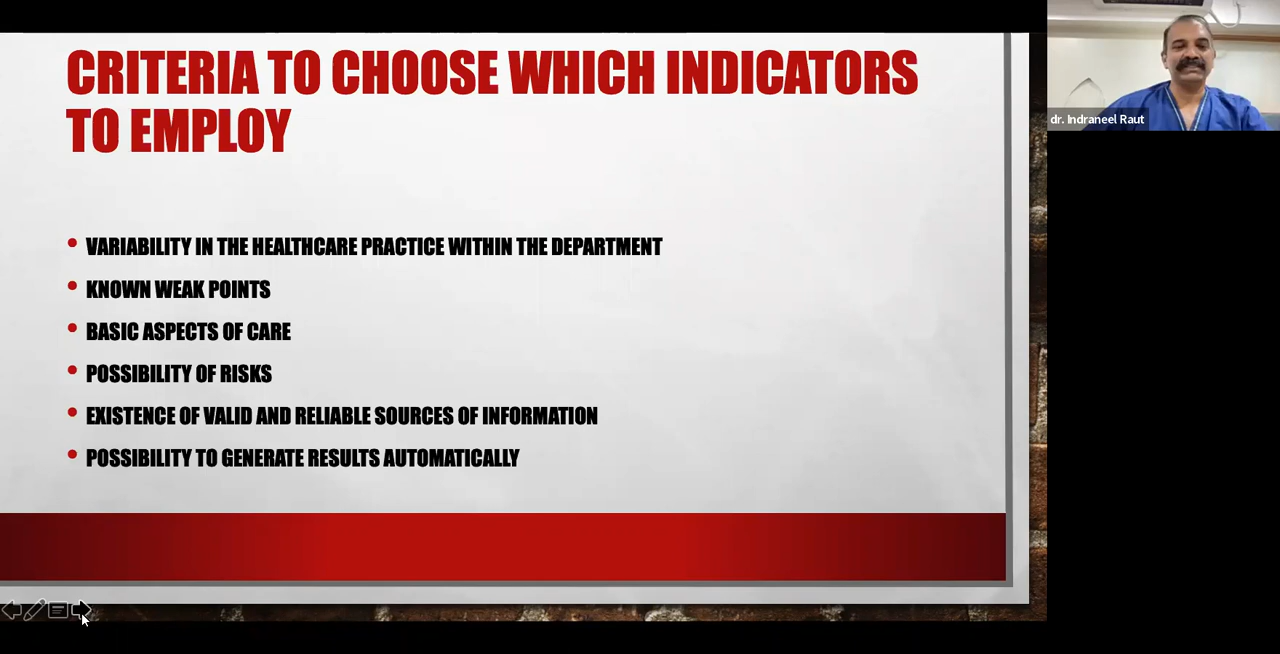 CRITERIA TO CHOOSE WHICH INDICATORS
TO EMPLOY
• VARIABILITY IN THE HEALTHCARE PRACTICE WITHIN THE DEPARTMENT
• KNOWN WEAK POINTS
• BASIC ASPECTS OF CARE
• POSSIBILITY OF RISKS
• EXISTENCE OF VALID AND RELIABLE SOURCES OF INFORMATION
• POSSIBILITY TO GENERATE RESULTS AUTOMATICALLY
dr. Indraneel Raut